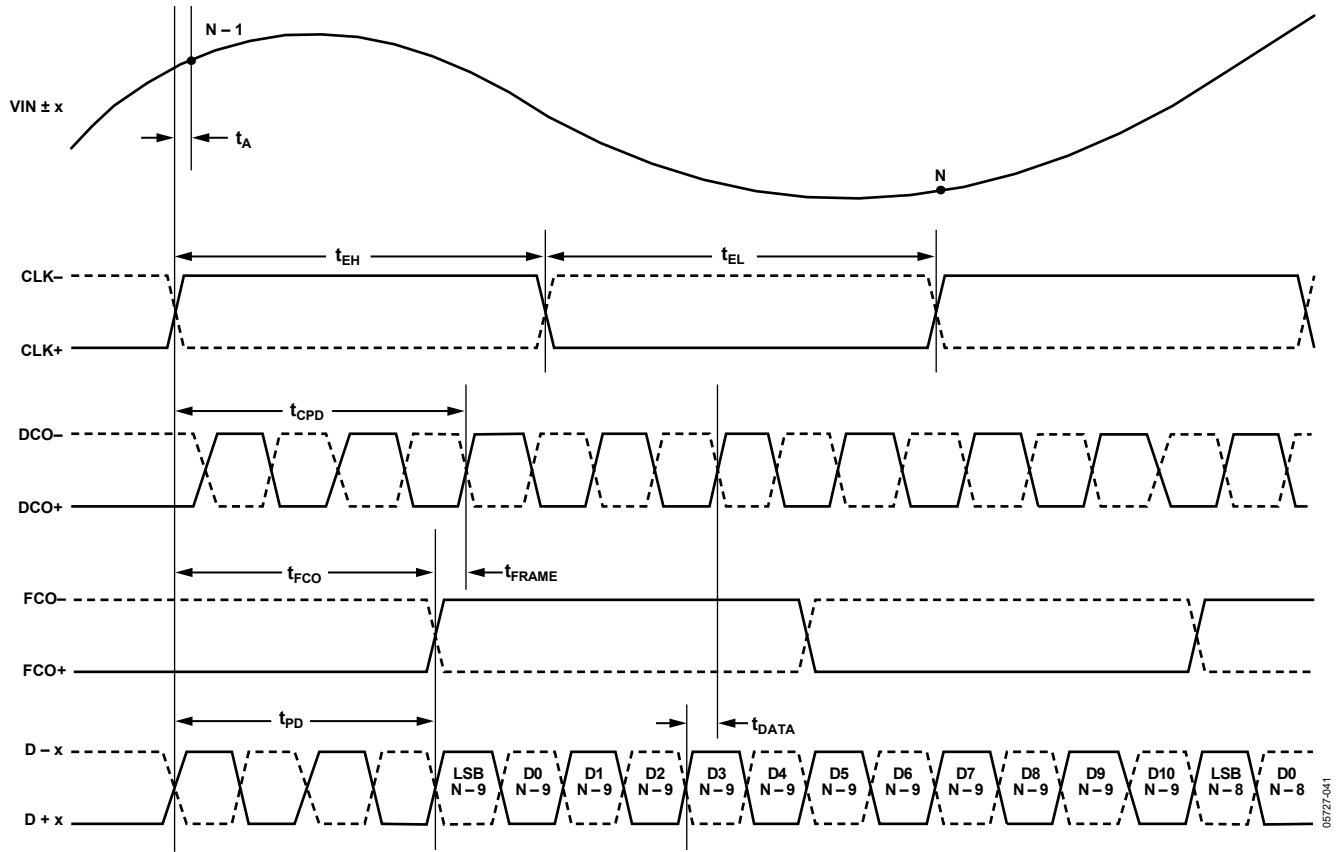 N – 1
VIN ± x
tA
N
tEH
tEL
CLK–
CLK+
tCPD
DCO–
DCO+
tFCO
tFRAME
FCO–
FCO+
tPD
tDATA
D – x
LSB D0 D1 D2 D3 D4 D5 D6 D7 D8 D9 D10 LSB D0
N – 9 N – 9 N – 9 N – 9 N – 9 N – 9 N – 9 N – 9 N – 9 N – 9 N – 9 N – 9 N – 8 N – 8
D + x
05727-041